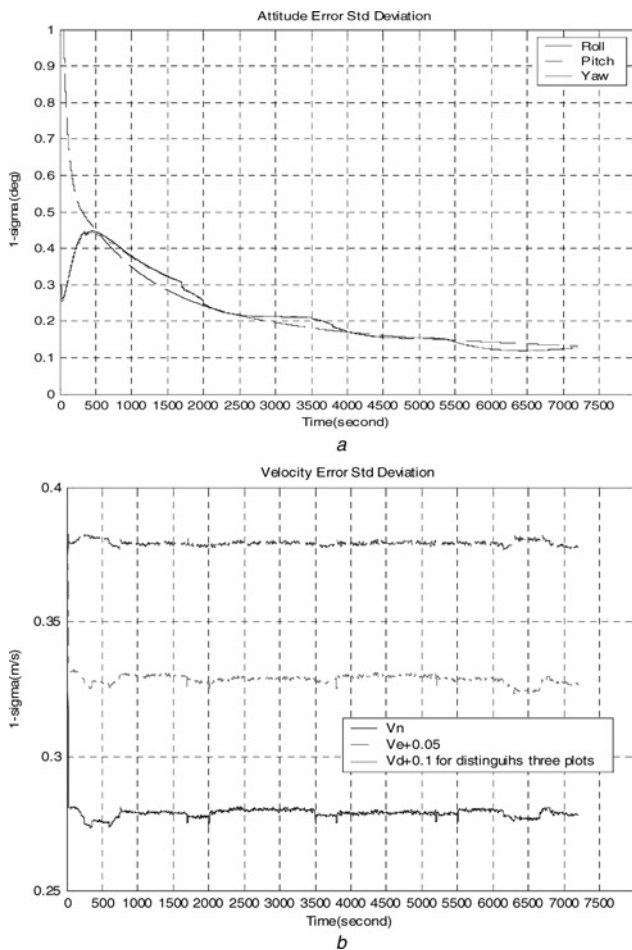 Attitude Error Std Deviation
1
0.9
0.8
0.7
0.6
0.5
0.4
0.3
0.2
0.1
0
1-sigma(deg)
Roll
Pitch
Yaw
0 500 1000 1500 2000 2500 3000 3500 4000 4500 5000 5500 6000 6500 7000 7500
Time(second)
a
Velocity Error Std Deviation
0.4
0.35
0.3
0.25
1-sigma(m/s)
Vn
Ve+0.05
Vd+0.1 for distinguihs three plots
0 500 1000 1500 2000 2500 3000 3500 4000 4500 5000 5500 6000 6500 7000 7500
Time(second)
b